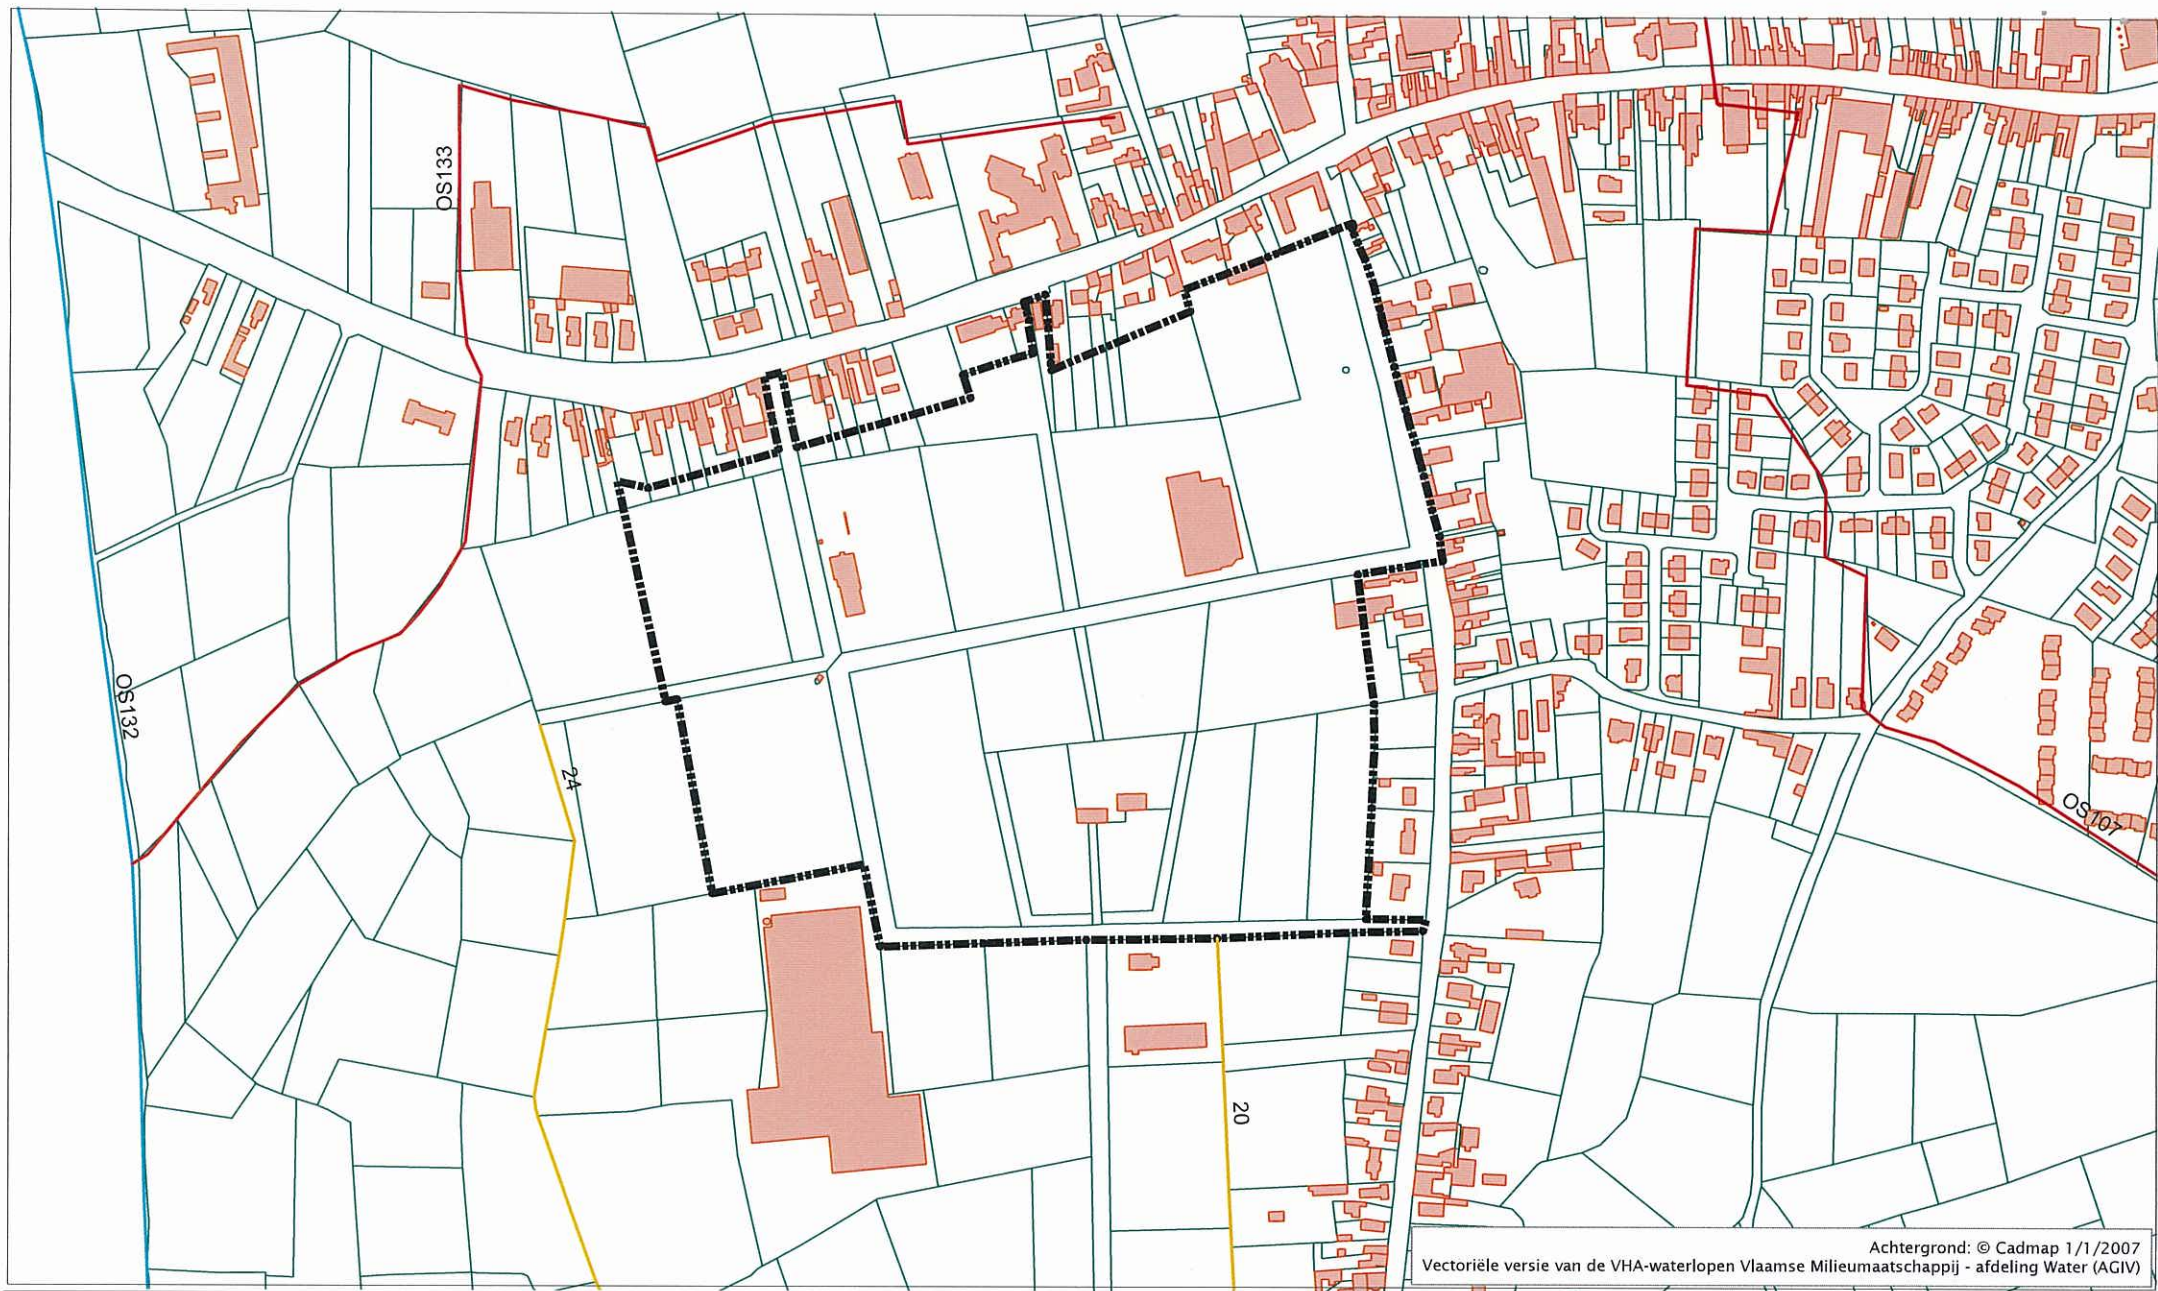 OS133
OS132
24
20
OS107
Achtergrond: © Cadmap 1/1/2007
Vectoriële versie van de VHA-waterlopen Vlaamse Milieumaatschappij - afdeling Water (AGIV)